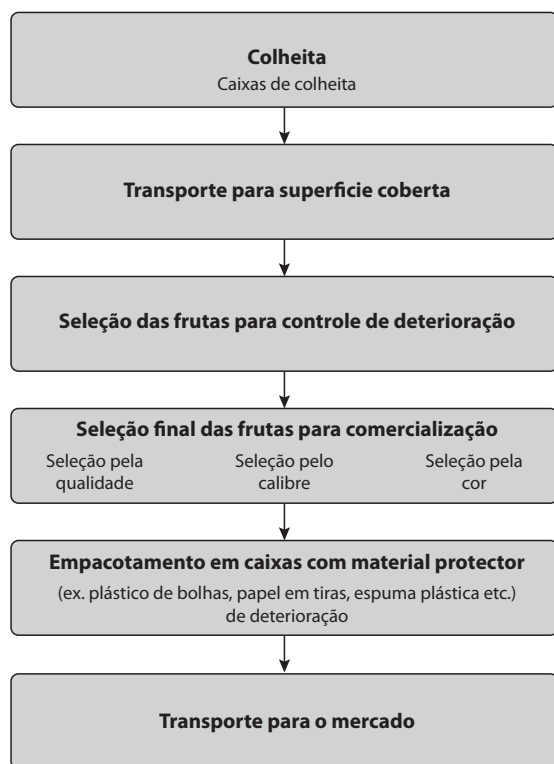 Colheita
Caixas de colheita
Transporte para superficie coberta
Seleção das frutas para controle de deterioração
Seleção final das frutas para comercialização
Seleção pela
qualidade
Seleção pelo
calibre
Seleção pela
cor
Empacotamento em caixas com material protector
(ex. plástico de bolhas, papel em tiras, espuma plástica etc.)
de deterioração
Transporte para o mercado